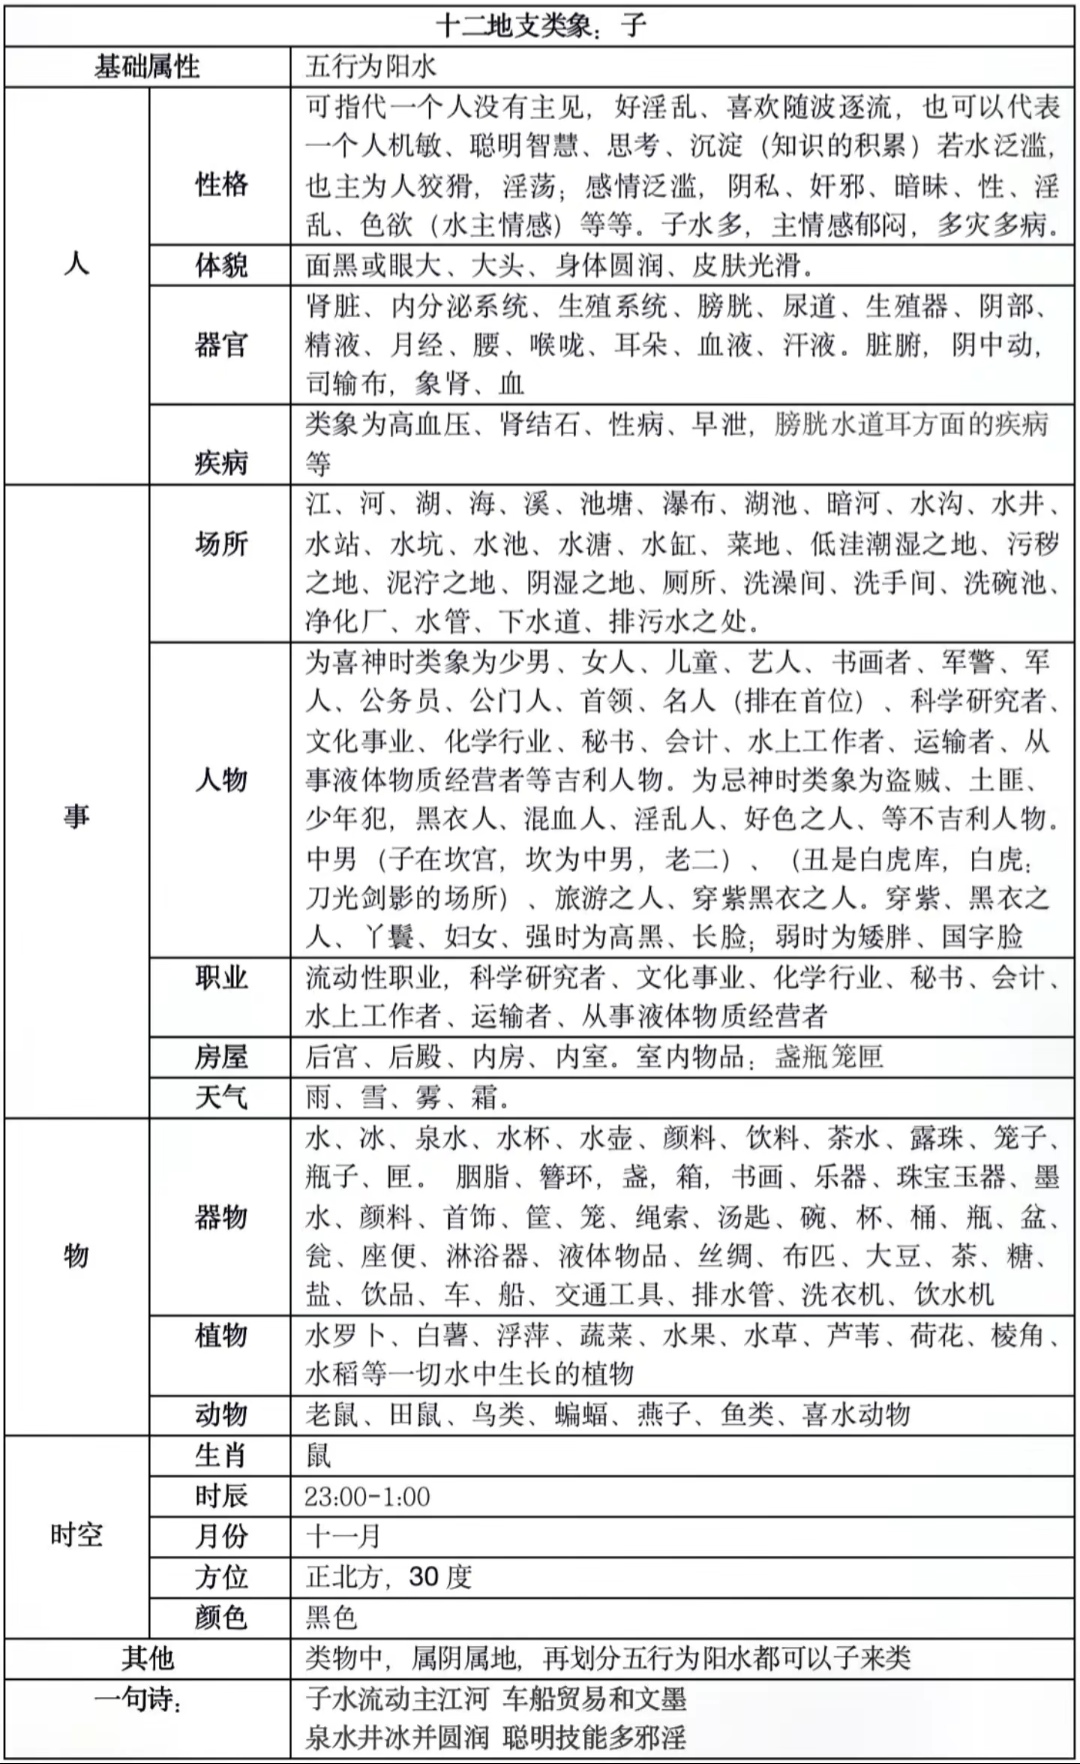 十二地支类象：子
基础属性
五行为阳水
人
性格
可指代一个人没有主见，好淫乱、喜欢随波逐流，也可以代表
一个人机敏、聪明智慧、思考、沉淀（知识的积累）若水泛滥，
也主为人狡猾，淫荡；感情泛滥，阴私、奸邪、暗昧、性、淫
乱、色欲（水主情感）等等。子水多，主情感郁闷，多灾多病。
体貌
面黑或眼大、大头、身体圆润、皮肤光滑。
器官
肾脏、内分泌系统、生殖系统、膀胱、尿道、生殖器、阴部、
精液、月经、腰、喉咙、耳朵、血液、汗液。脏腑，阴中动，
司输布，象肾、血
疾病
类象为高血压、肾结石、性病、早泄，膀胱水道耳方面的疾病
等
事
场所
江、河、湖、海、溪、池塘、瀑布、湖池、暗河、水沟、水井、
水站、水坑、水池、水溏、水缸、菜地、低洼潮湿之地、污秽
之地、泥泞之地、阴湿之地、厕所、洗澡间、洗手间、洗碗池、
净化厂、水管、下水道、排污水之处。
人物
为喜神时类象为少男、女人、儿童、艺人、书画者、军警、军
人、公务员、公门人、首领、名人（排在首位）、科学研究者、
文化事业、化学行业、秘书、会计、水上工作者、运输者、从
事液体物质经营者等吉利人物。为忌神时类象为盗贼、土匪、
少年犯，黑衣人、混血人、淫乱人、好色之人、等不吉利人物。
中男（子在坎宫，坎为中男，老二）、（丑是白虎库，白虎：
刀光剑影的场所）、旅游之人、穿紫黑衣之人。穿紫、黑衣之
人、丫鬟、妇女、强时为高黑、长脸；弱时为矮胖、国字脸
职业
流动性职业，科学研究者、文化事业、化学行业、秘书、会计、
水上工作者、运输者、从事液体物质经营者
房屋
后宫、后殿、内房、内室。室内物品：盏瓶笼匣
天气
雨、雪、雾、霜。
物
器物
水、冰、泉水、水杯、水壶、颜料、饮料、茶水、露珠、笼子、
瓶子、匣。 胭脂、簪环，盏，箱，书画、乐器、珠宝玉器、墨
水、颜料、首饰、筐、笼、绳索、汤匙、碗、杯、桶、瓶、盆、
瓮、座便、淋浴器、液体物品、丝绸、布匹、大豆、茶、糖、
盐、饮品、车、船、交通工具、排水管、洗衣机、饮水机
植物
水罗卜、白薯、浮萍、蔬菜、水果、水草、芦苇、荷花、棱角、
水稻等一切水中生长的植物
动物
老鼠、田鼠、鸟类、蝙蝠、燕子、鱼类、喜水动物
时空
生肖
鼠
时辰
23:00-1:00
月份
十一月
方位
正北方，30 度
颜色
黑色
其他
类物中，属阴属地，再划分五行为阳水都可以子来类
一句诗：
子水流动主江河 车船贸易和文墨
泉水井冰并圆润 聪明技能多邪淫